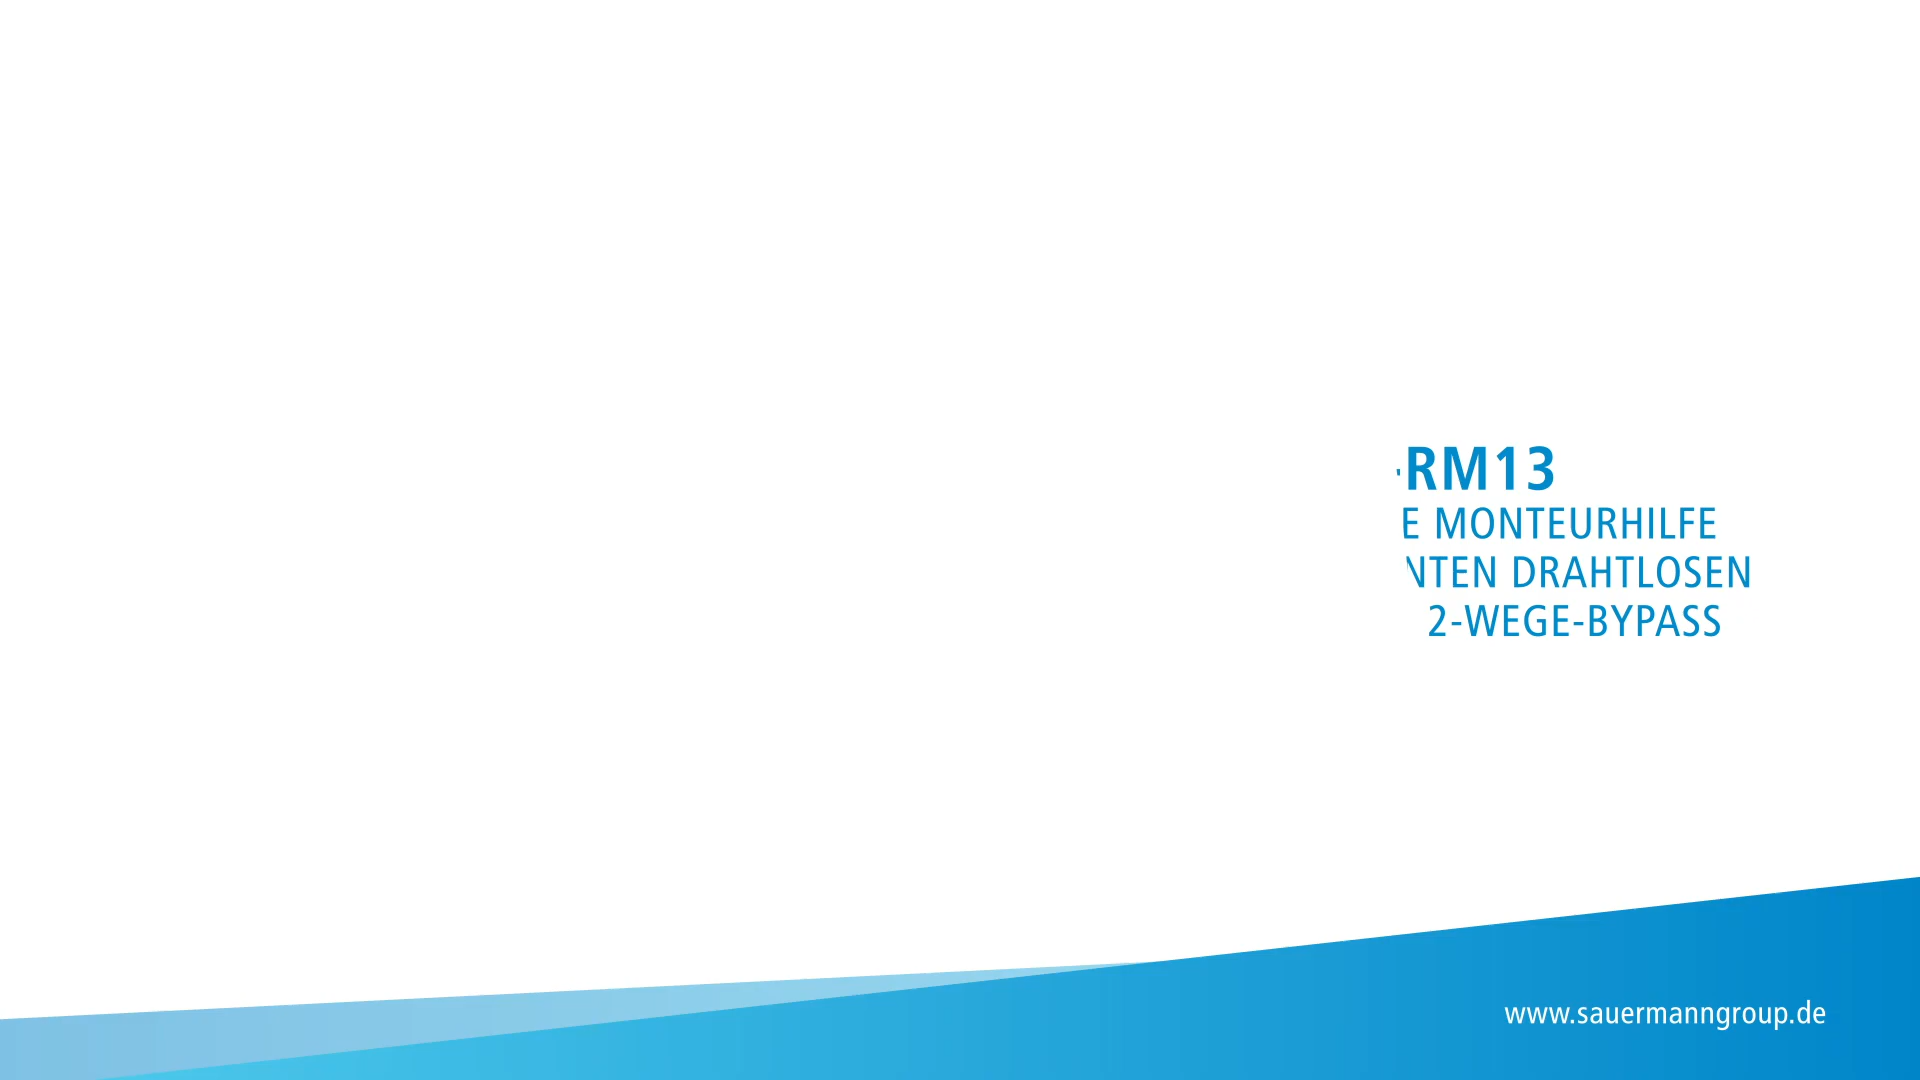 -RM13
E MONTEURHILFE
NTEN DRAHTLOSEN
2-WEGE-BYPASS
www.sauermanngroup.de